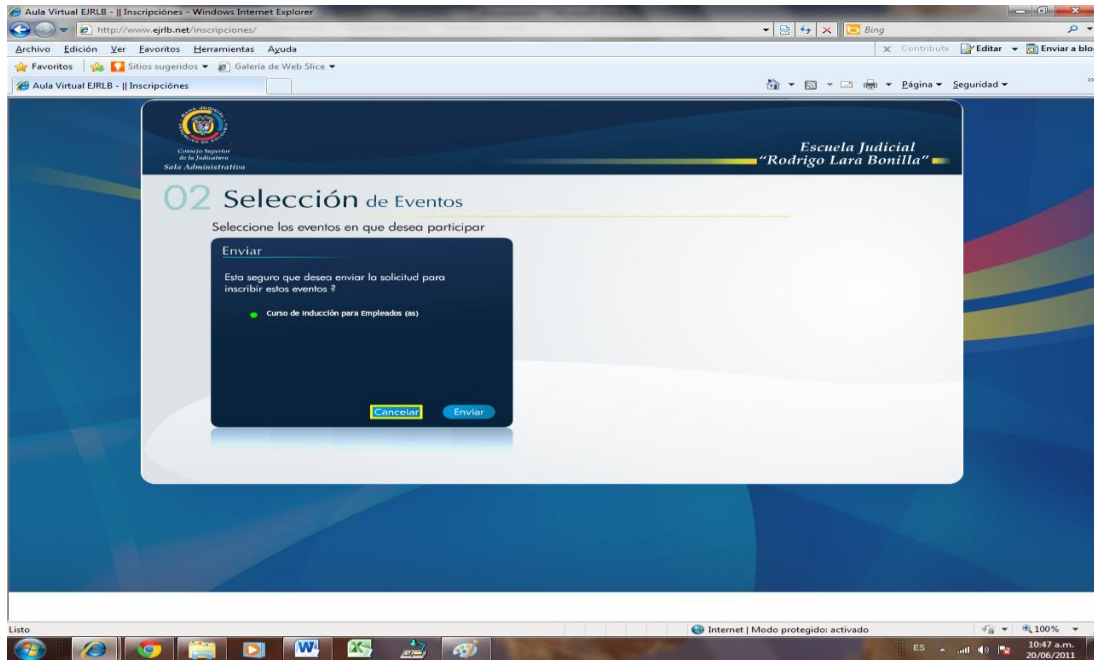 Aula Virtual EJRLB - || Inscripciónes - Windows Internet Explorer
http://www.ejrlb.net/inscripciones/
Bing
Archivo Edición Ver Favoritos Herramientas Ayuda
x Contribute Editar Enviar a blo
Favoritos Sitios sugeridos Galería de Web Slice
Aula Virtual EJRLB - || Inscripciónes
Página Seguridad
Consejo Superior
de la Judicatura
Sala Administrativa
Escuela Judicial
"Rodrigo Lara Bonilla"
02 Selección de Eventos
Seleccione los eventos en que desea participar
Enviar
Esta seguro que desea enviar la solicitud para
inscribir estos eventos ?
Curso de Inducción para Empleados (as)
Cancelar Enviar
Listo
Internet | Modo protegido: activado
100%
ES
10:47 a.m.
20/06/2011